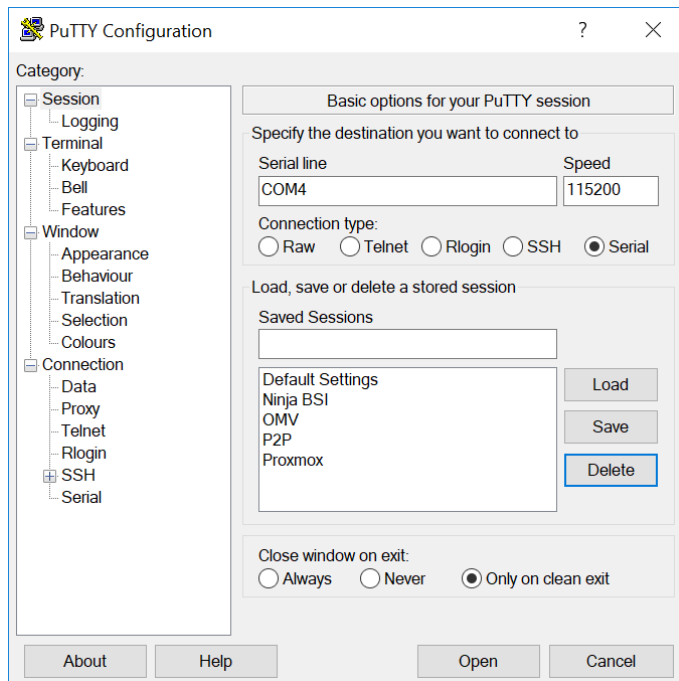 PuTTY Configuration ?
Category:
Session
Logging
Terminal
Keyboard
Bell
Features
Window
Appearance
Behaviour
Translation
Selection
Colours
Connection
Data
Proxy
Telnet
Rlogin
SSH
Serial
Basic options for your PuTTY session
Specify the destination you want to connect to
Serial line Speed
COM4 115200
Connection type:
Raw Telnet Rlogin SSH Serial
Load, save or delete a stored session
Saved Sessions
Default Settings
Ninja BSI
OMV
P2P
Proxmox
Load
Save
Delete
Close window on exit:
Always Never Only on clean exit
About Help Open Cancel